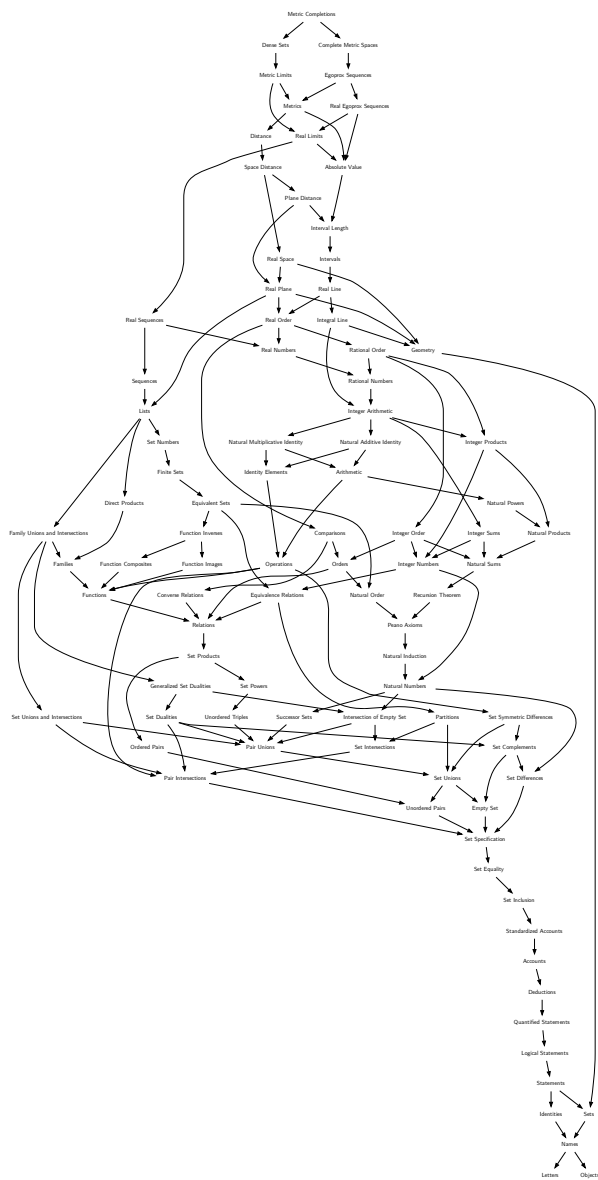 Metric Completions
Dense Sets Complete Metric Spaces
Metric Limits Egoprox Sequences
Metrics Real Egoprox Sequences
Distance Real Limits
Space Distance Absolute Value
Plane Distance
Interval Length
Real Space Intervals
Real Plane Real Line
Real Sequences Real Order Integral Line
Real Numbers Rational Order Geometry
Sequences Rational Numbers
Lists Integer Arithmetic
Set Numbers Natural Multiplicative Identity Natural Additive Identity Integer Products
Finite Sets Identity Elements Arithmetic
Direct Products Equivalent Sets Natural Powers
Family Unions and Intersections Function Inverses Comparisons Integer Order Integer Sums Natural Products
Families Function Composites Function Images Operations Orders Integer Numbers Natural Sums
Functions Converse Relations Equivalence Relations Natural Order Recursion Theorem
Relations Peano Axioms
Set Products Natural Induction
Generalized Set Dualities Set Powers Natural Numbers
Set Unions and Intersections Set Dualities Unordered Triples Successor Sets Intersection of Empty Set Partitions Set Symmetric Differences
Ordered Pairs Pair Unions Set Intersections Set Complements
Pair Intersections Set Unions Set Differences
Unordered Pairs Empty Set
Set Specification
Set Equality
Set Inclusion
Standardized Accounts
Accounts
Deductions
Quantified Statements
Logical Statements
Statements
Identities Sets
Names
Letters Objects